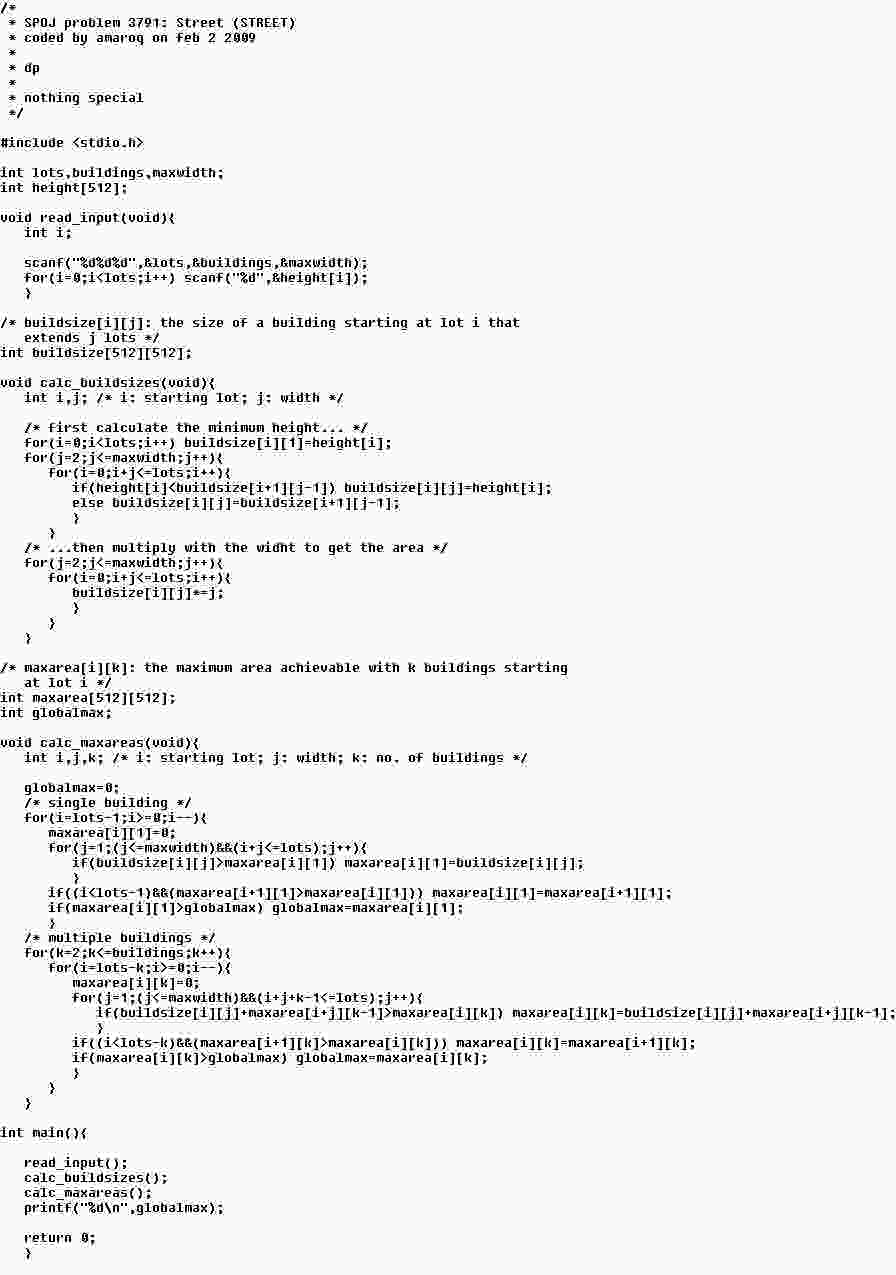 /*
 * SPOJ problem 3791: Street (STREET)
 * coded by amaroq on feb 2 2009
 *
 * dp
 *
 * nothing special
 */

#include <stdio.h>

int lots,buildings,maxwidth;
int height[512];

void read_input(void){
   int i;

   scanf("%d%d%d",&lots,&buildings,&maxwidth);
   for(i=0;i<lots;i++) scanf("%d",&height[i]);
   }

/* buildsize[i][j]: the size of a building starting at lot i that
   extends j lots */
int buildsize[512][512];

void calc_buildsizes(void){
   int i,j; /* i: starting lot; j: width */

   /* first calculate the minimum height... */
   for(i=0;i<lots;i++) buildsize[i][1]=height[i];
   for(j=2;j<=maxwidth;j++){
      for(i=0;i+j<=lots;i++){
         if(height[i]<buildsize[i+1][j-1]) buildsize[i][j]=height[i];
         else buildsize[i][j]=buildsize[i+1][j-1];
         }
      }
   /* ...then multiply with the widht to get the area */
   for(j=2;j<=maxwidth;j++){
      for(i=0;i+j<=lots;i++){
         buildsize[i][j]*=j;
         }
      }
   }

/* maxarea[i][k]: the maximum area achievable with k buildings starting
   at lot i */
int maxarea[512][512];
int globalmax;

void calc_maxareas(void){
   int i,j,k; /* i: starting lot; j: width; k: no. of buildings */

   globalmax=0;
   /* single building */
   for(i=lots-1;i>=0;i--){
      maxarea[i][1]=0;
      for(j=1;(j<=maxwidth)&&(i+j<=lots);j++){
         if(buildsize[i][j]>maxarea[i][1]) maxarea[i][1]=buildsize[i][j];
         }
      if((i<lots-1)&&(maxarea[i+1][1]>maxarea[i][1])) maxarea[i][1]=maxarea[i+1][1];
      if(maxarea[i][1]>globalmax) globalmax=maxarea[i][1];
      }
   /* multiple buildings */
   for(k=2;k<=buildings;k++){
      for(i=lots-k;i>=0;i--){
         maxarea[i][k]=0;
         for(j=1;(j<=maxwidth)&&(i+j+k-1<=lots);j++){
            if(buildsize[i][j]+maxarea[i+j][k-1]>maxarea[i][k]) maxarea[i][k]=buildsize[i][j]+maxarea[i+j][k-1];
            }
         if((i<lots-k)&&(maxarea[i+1][k]>maxarea[i][k])) maxarea[i][k]=maxarea[i+1][k];
         if(maxarea[i][k]>globalmax) globalmax=maxarea[i][k];
         }
      }
   }

int main(){

   read_input();
   calc_buildsizes();
   calc_maxareas();
   printf("%d\n",globalmax);

   return 0;
   }